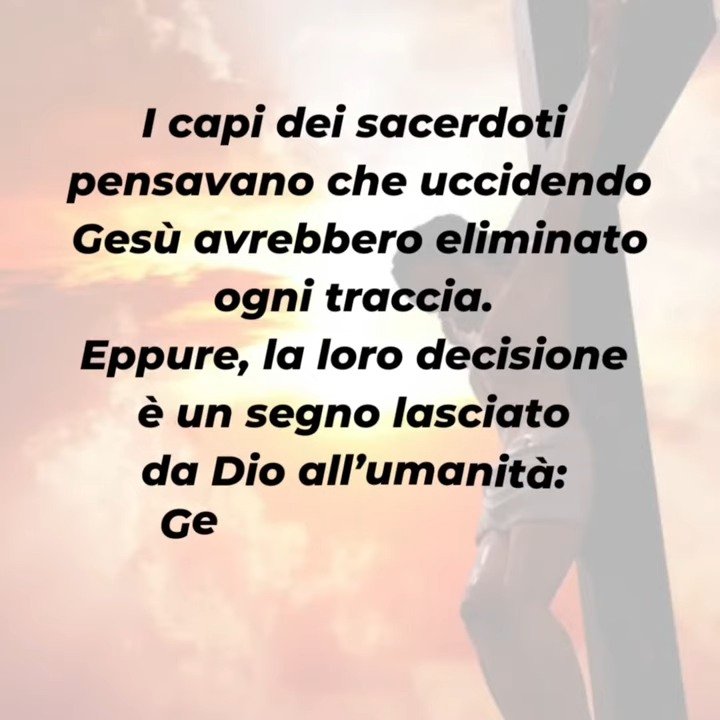 I capi dei sacerdoti
pensavano che uccidendo
Gesù avrebbero eliminato
ogni traccia.
Eppure, la loro decisione
è un segno lasciato
da Dio all’umanità:
Ge